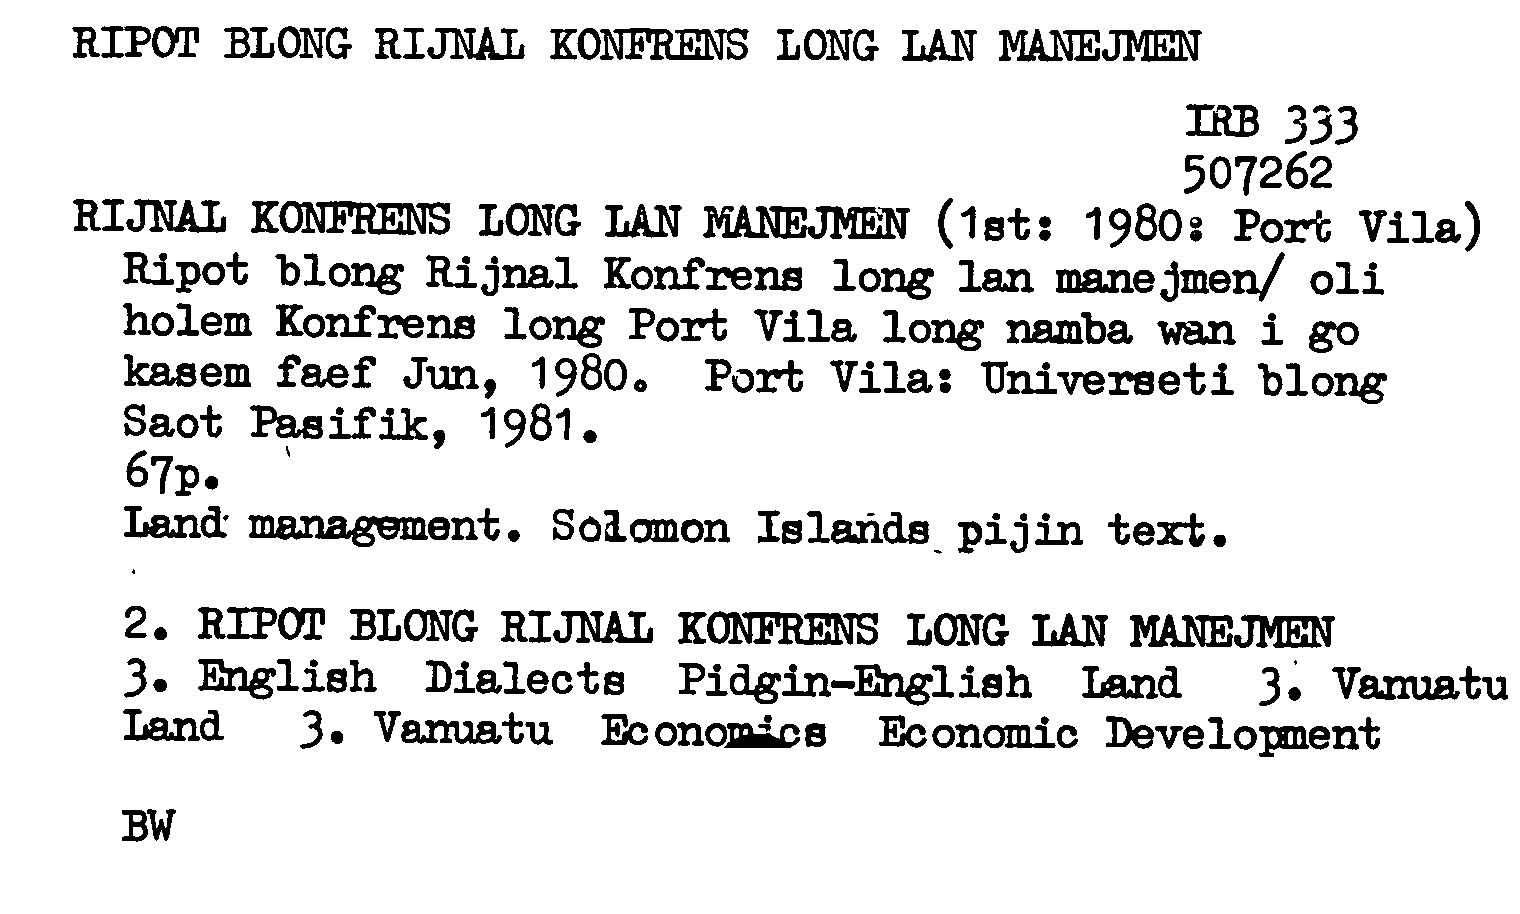 RIPOT BLONG RIJNAL KONFRENS LONG LAN MANEJMEN
IRB 333
507262
RIJNAL KONFRENS LONG LAN MANEJMEN (1st: 1980: Port Vila)
Ripot blong Rijnal Konfrens long lan manejmen/ oli
holem Konfrens long Port Vila long namba wan i go
kasem faef Jun, 1980. Port Vila: Universeti blong
Saot Pasifik, 1981.
67p.
Land management. Solomon Islands pijin text.
2. RIPOT BLONG RIJNAL KONFRENS LONG LAN MANEJMEN
3. English Dialects Pidgin-English Land 3. Vanuatu
Land 3. Vanuatu Economics Economic Development
BW